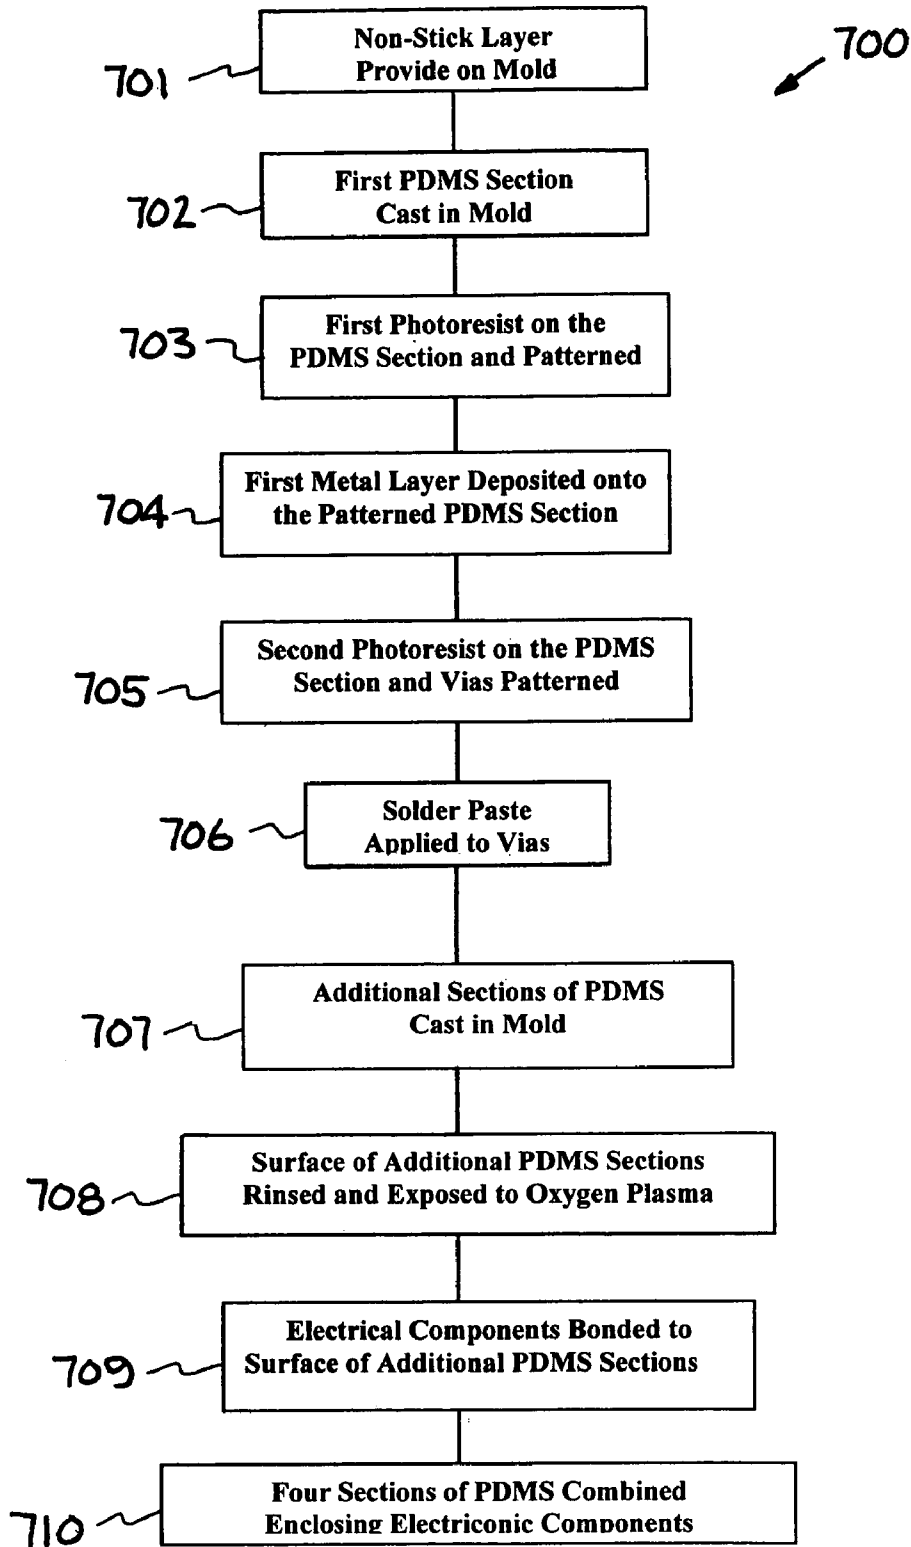 700
701
Non-Stick Layer
Provide on Mold
702
First PDMS Section
Cast in Mold
703
First Photoresist on the
PDMS Section and Patterned
704
First Metal Layer Deposited onto
the Patterned PDMS Section
705
Second Photoresist on the PDMS
Section and Vias Patterned
706
Solder Paste
Applied to Vias
707
Additional Sections of PDMS
Cast in Mold
708
Surface of Additional PDMS Sections
Rinsed and Exposed to Oxygen Plasma
709
Electrical Components Bonded to
Surface of Additional PDMS Sections
710
Four Sections of PDMS Combined
Enclosing Electriconic Components